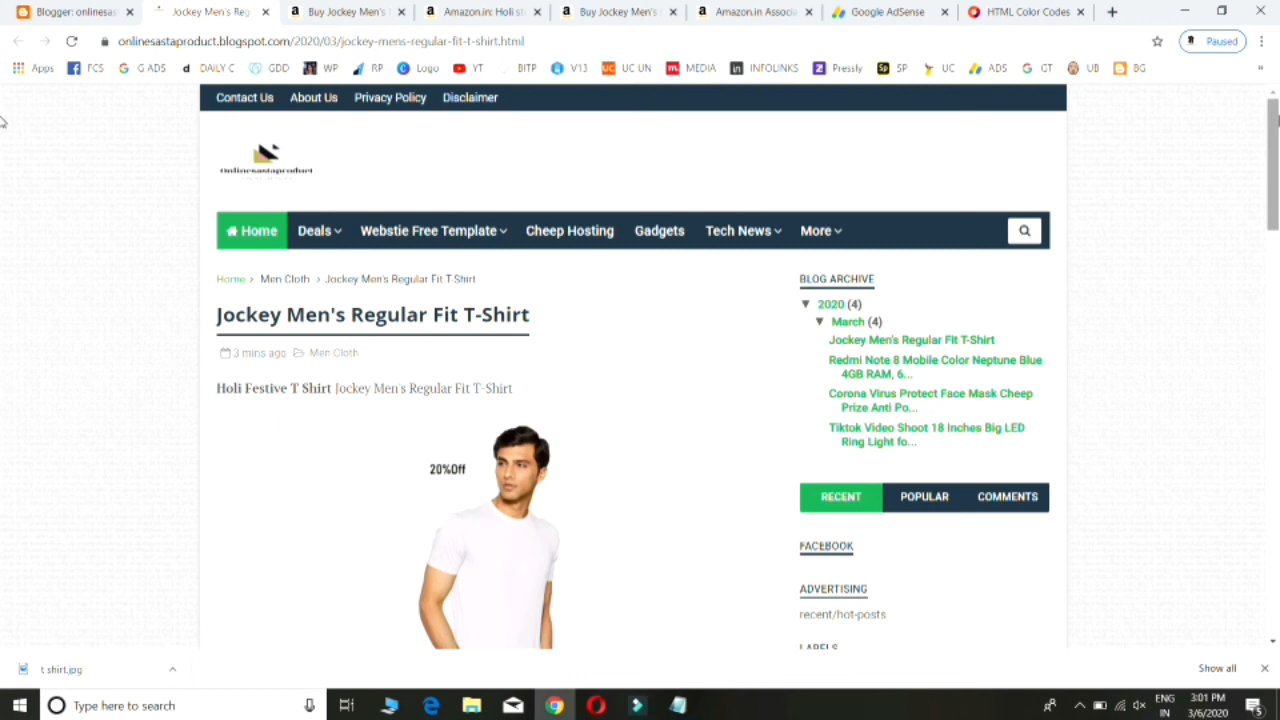 Blogger: onlinesas
Jockey Men's Reg
Buy Jockey Men's
Amazon.in: Holi st
Buy Jockey Men's
Amazon.in Associ
Google AdSense
HTML Color Codes
onlinesastaproduct.blogspot.com/2020/03/jockey-mens-regular-fit-t-shirt.html
Paused
Apps FCS G ADS DAILY C GDD WP RP Logo YT BITP V13 UC UN MEDIA INFOLINKS Pressly SP UC ADS GT UB BG
Contact Us About Us Privacy Policy Disclaimer
Onlinesastaproduct
Home Deals Webstie Free Template Cheep Hosting Gadgets Tech News More
Home > Men Cloth > Jockey Men's Regular Fit T-Shirt
Jockey Men's Regular Fit T-Shirt
3 mins ago Men Cloth
Holi Festive T Shirt Jockey Men's Regular Fit T-Shirt
20%Off
BLOG ARCHIVE
▼ 2020 (4)
▼ March (4)
Jockey Men's Regular Fit T-Shirt
Redmi Note 8 Mobile Color Neptune Blue
4GB RAM, 6...
Corona Virus Protect Face Mask Cheep
Prize Anti Po...
Tiktok Video Shoot 18 Inches Big LED
Ring Light fo...
RECENT POPULAR COMMENTS
FACEBOOK
ADVERTISING
recent/hot-posts
LABELS
t shirt.jpg
Show all
Type here to search
ENG
IN
3:01 PM
3/6/2020
5